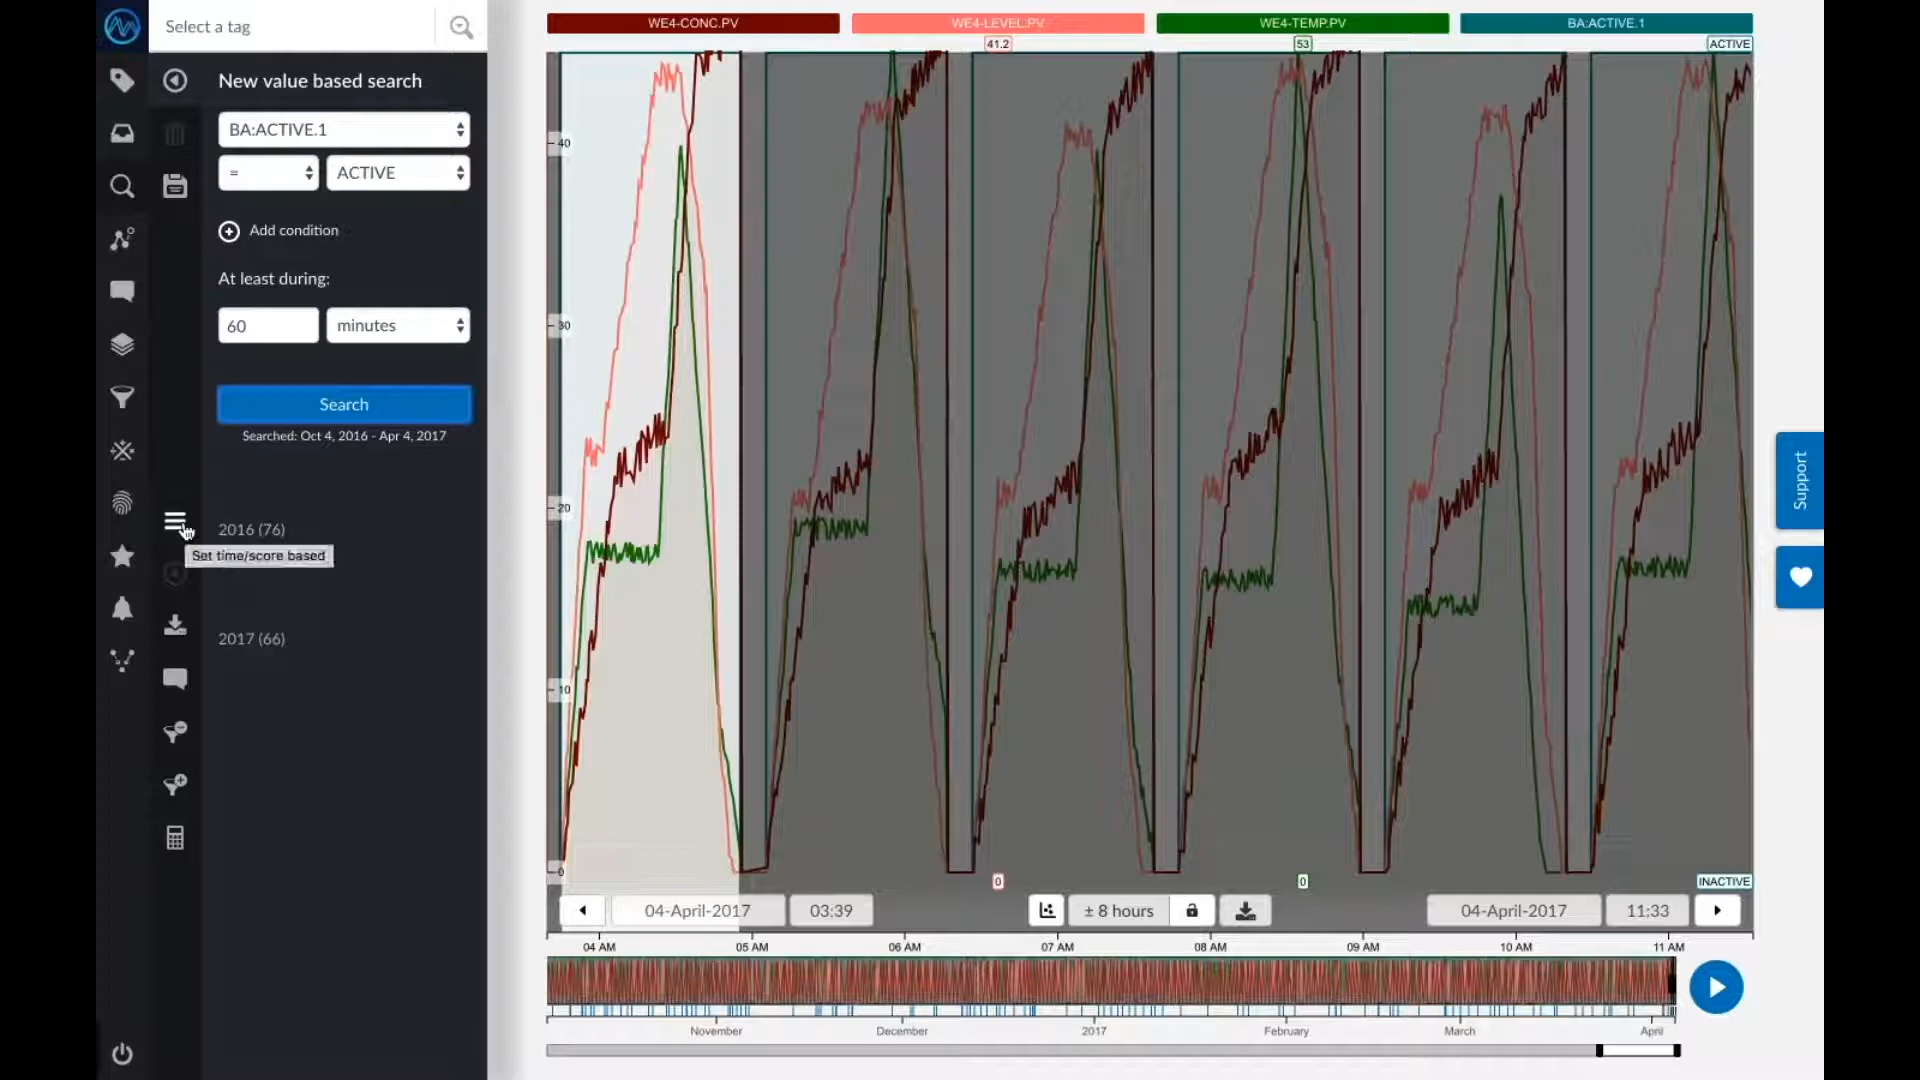 Select a tag
New value based search
BA:ACTIVE.1
= ACTIVE
Add condition
At least during:
60 minutes
Search
Searched: Oct 4, 2016 - Apr 4, 2017
2016 (76)
Set time/score based
2017 (66)
WE4-CONC.PV WE4-LEVEL.PV WE4-TEMP.PV BA:ACTIVE.1
41.2 53 ACTIVE
40
30
20
10
0
0 0 INACTIVE
04-April-2017 03:39 ± 8 hours 04-April-2017 11:33
04 AM 05 AM 06 AM 07 AM 08 AM 09 AM 10 AM 11 AM
November December 2017 February March April
Support